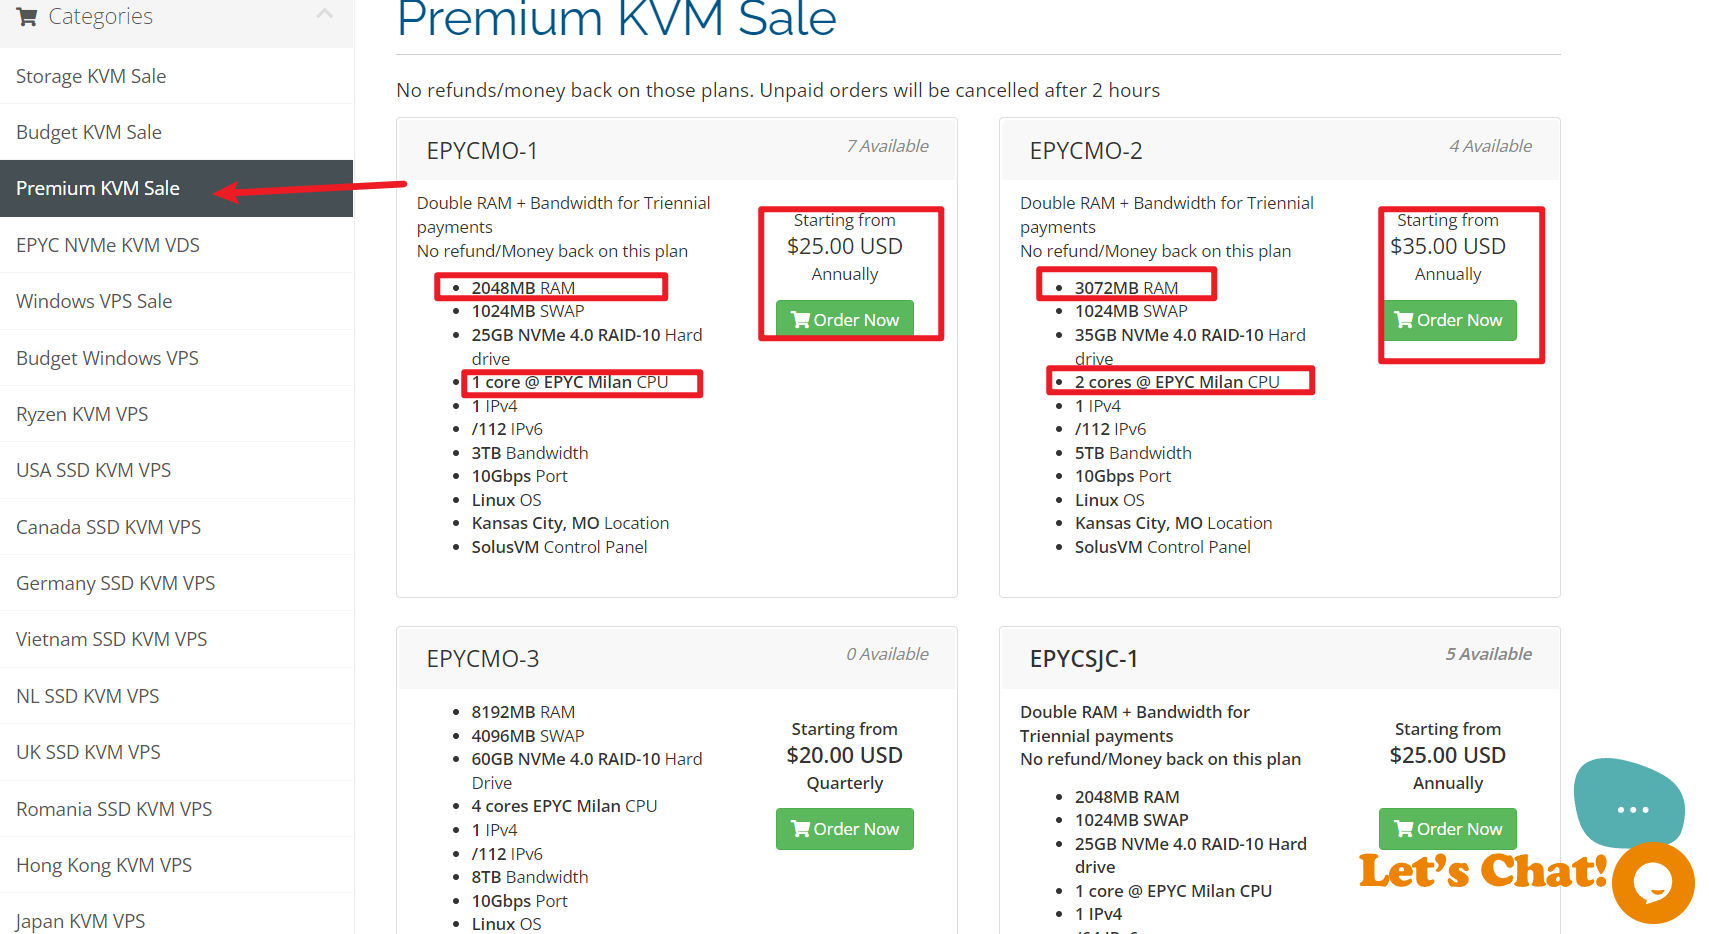 Categories
Storage KVM Sale
Budget KVM Sale
Premium KVM Sale
EPYC NVMe KVM VDS
Windows VPS Sale
Budget Windows VPS
Ryzen KVM VPS
USA SSD KVM VPS
Canada SSD KVM VPS
Germany SSD KVM VPS
Vietnam SSD KVM VPS
NL SSD KVM VPS
UK SSD KVM VPS
Romania SSD KVM VPS
Hong Kong KVM VPS
Japan KVM VPS
Premium KVM Sale
No refunds/money back on those plans. Unpaid orders will be cancelled after 2 hours
EPYCMO-1
7 Available
Double RAM + Bandwidth for Triennial
payments
No refund/Money back on this plan
2048MB RAM
1024MB SWAP
25GB NVMe 4.0 RAID-10 Hard
drive
1 core @ EPYC Milan CPU
1 IPv4
/112 IPv6
3TB Bandwidth
10Gbps Port
Linux OS
Kansas City, MO Location
SolusVM Control Panel
Starting from
$25.00 USD
Annually
Order Now
EPYCMO-2
4 Available
Double RAM + Bandwidth for Triennial
payments
No refund/Money back on this plan
3072MB RAM
1024MB SWAP
35GB NVMe 4.0 RAID-10 Hard
drive
2 cores @ EPYC Milan CPU
1 IPv4
/112 IPv6
5TB Bandwidth
10Gbps Port
Linux OS
Kansas City, MO Location
SolusVM Control Panel
Starting from
$35.00 USD
Annually
Order Now
EPYCMO-3
0 Available
8192MB RAM
4096MB SWAP
60GB NVMe 4.0 RAID-10 Hard
Drive
4 cores EPYC Milan CPU
1 IPv4
/112 IPv6
8TB Bandwidth
10Gbps Port
Linux OS
Starting from
$20.00 USD
Quarterly
Order Now
EPYCSJC-1
5 Available
Double RAM + Bandwidth for
Triennial payments
No refund/Money back on this plan
2048MB RAM
1024MB SWAP
25GB NVMe 4.0 RAID-10 Hard
drive
1 core @ EPYC Milan CPU
1 IPv4
Starting from
$25.00 USD
Annually
Order Now
Let's Chat!